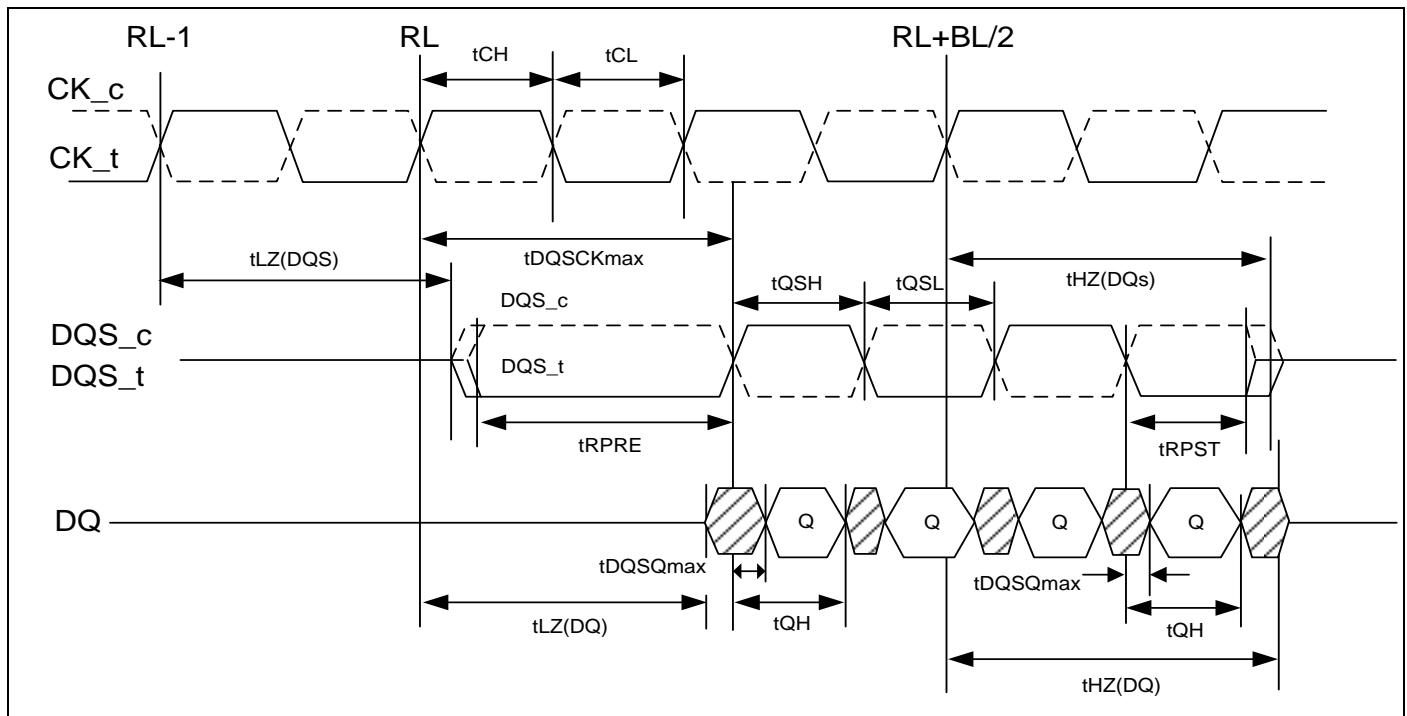 RL-1
RL
RL+BL/2
tCH
tCL
CK_c
CK_t
tLZ(DQS)
tDQSCKmax
tHZ(DQs)
tQSH
tQSL
DQS_c
DQS_c
DQS_t
DQS_t
tRPRE
tRPST
DQ
Q
Q
Q
Q
tDQSQmax
tDQSQmax
tLZ(DQ)
tQH
tQH
tHZ(DQ)